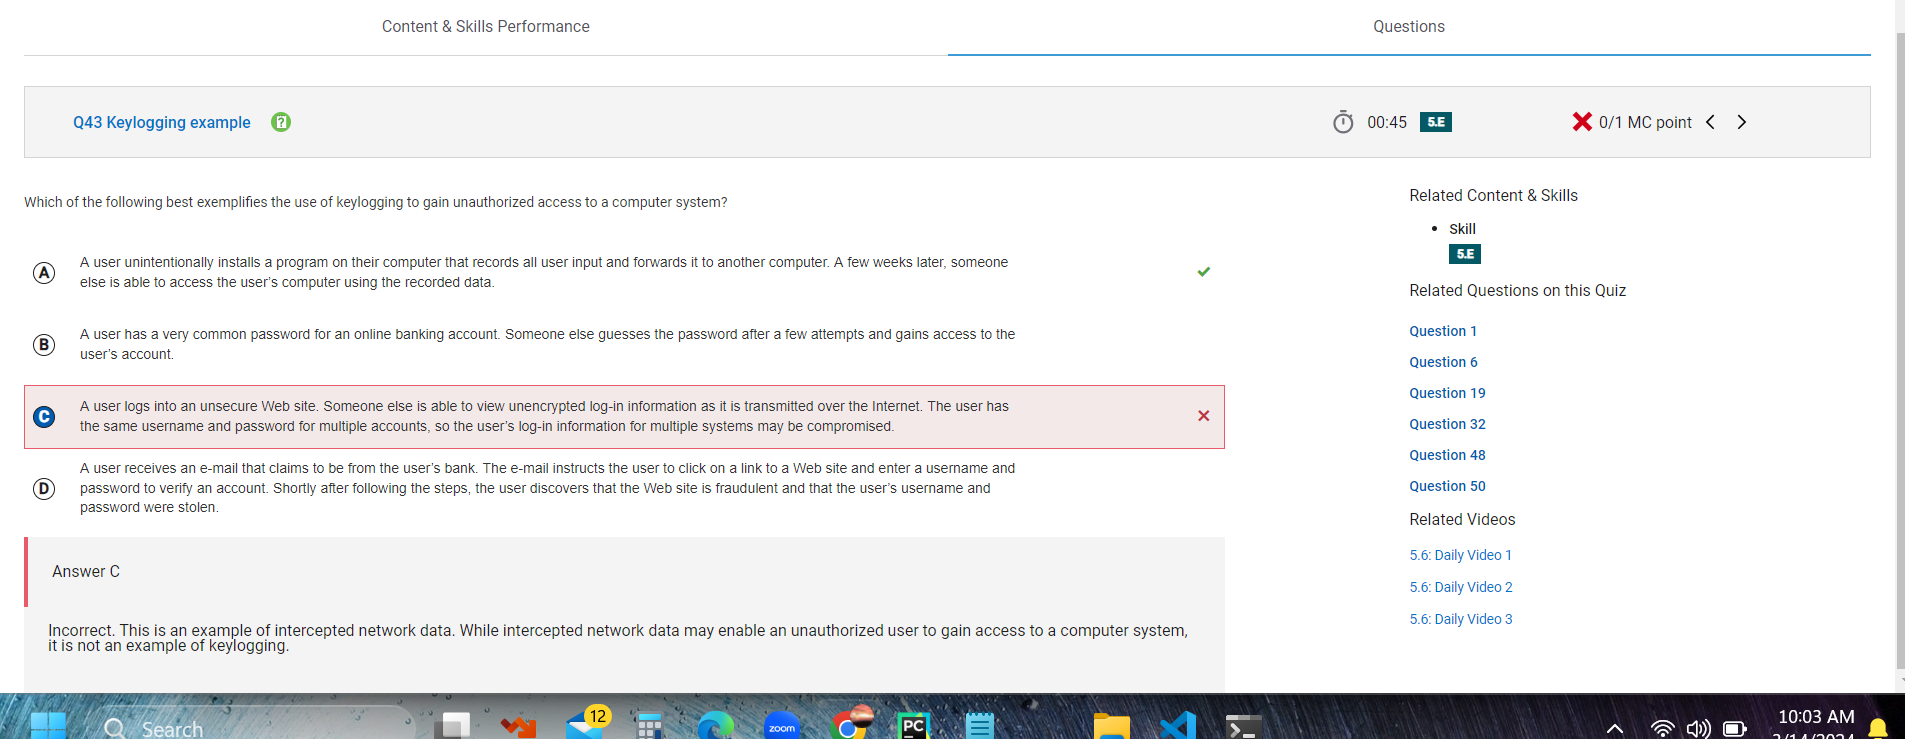 Content & Skills Performance
Questions
Q43 Keylogging example
00:45
5.E
0/1 MC point
Which of the following best exemplifies the use of keylogging to gain unauthorized access to a computer system?
A
A user unintentionally installs a program on their computer that records all user input and forwards it to another computer. A few weeks later, someone
else is able to access the user's computer using the recorded data.
B
A user has a very common password for an online banking account. Someone else guesses the password after a few attempts and gains access to the
user's account.
C
A user logs into an unsecure Web site. Someone else is able to view unencrypted log-in information as it is transmitted over the Internet. The user has
the same username and password for multiple accounts, so the user's log-in information for multiple systems may be compromised.
D
A user receives an e-mail that claims to be from the user's bank. The e-mail instructs the user to click on a link to a Web site and enter a username and
password to verify an account. Shortly after following the steps, the user discovers that the Web site is fraudulent and that the user's username and
password were stolen.
Answer C
Incorrect. This is an example of intercepted network data. While intercepted network data may enable an unauthorized user to gain access to a computer system,
it is not an example of keylogging.
Related Content & Skills
Skill
5.E
Related Questions on this Quiz
Question 1
Question 6
Question 19
Question 32
Question 48
Question 50
Related Videos
5.6: Daily Video 1
5.6: Daily Video 2
5.6: Daily Video 3
Search
12
zoom
PC
10:03 AM